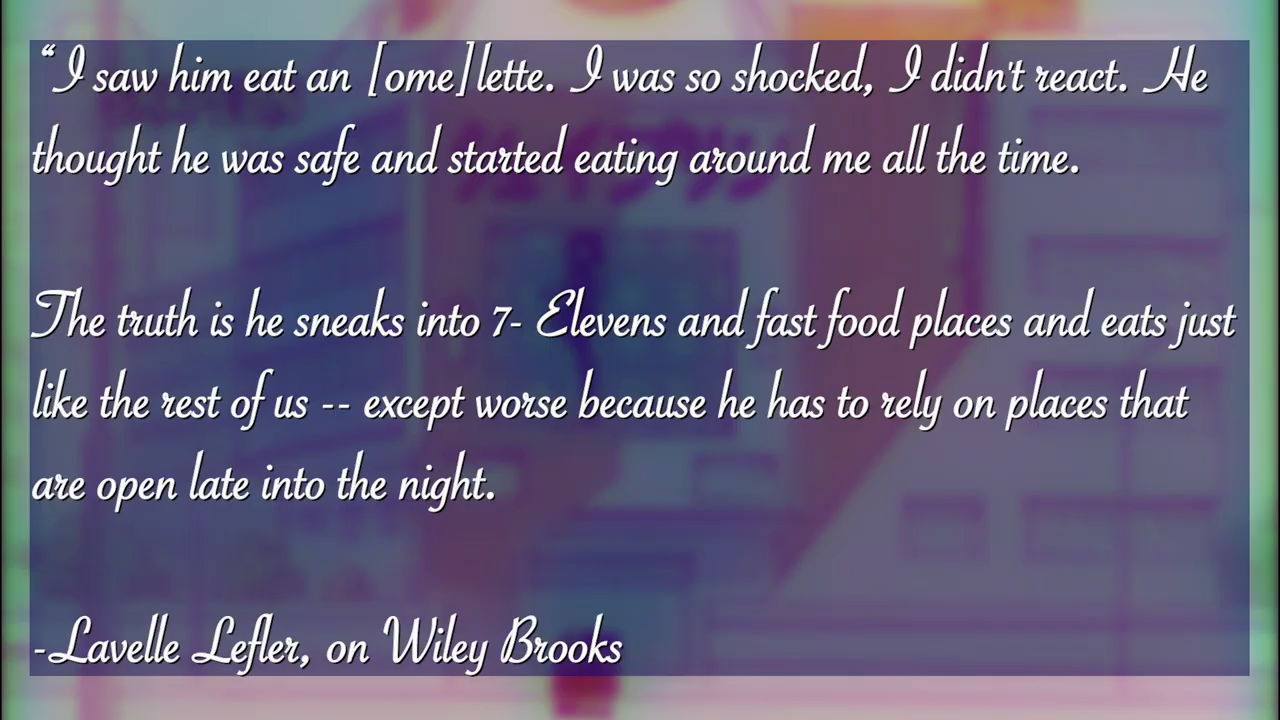 “I saw him eat an [ome]lette. I was so shocked, I didn't react. He
thought he was safe and started eating around me all the time.
The truth is he sneaks into 7- Elevens and fast food places and eats just
like the rest of us -- except worse because he has to rely on places that
are open late into the night.
-Lavelle Lefler, on Wiley Brooks